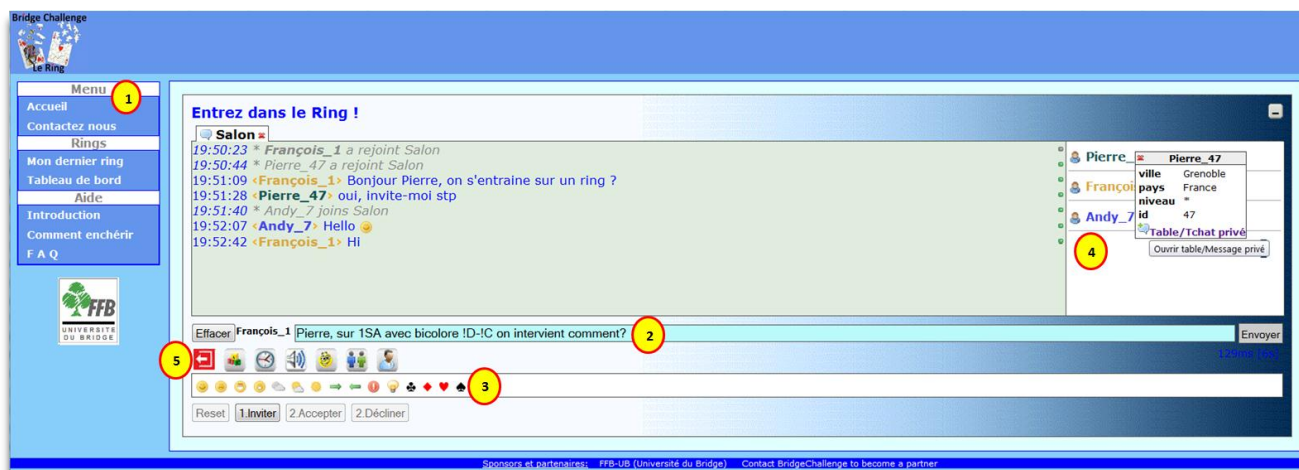 Bridge Challenge
Le Ring
Menu
1
Accueil
Contactez nous
Rings
Mon dernier ring
Tableau de bord
Aide
Introduction
Comment enchérir
F A Q
FFB
UNIVERSITE
DU BRIDGE
Entrez dans le Ring !
Salon
19:50:23 * François_1 a rejoint Salon
19:50:44 * Pierre_47 a rejoint Salon
19:51:09 ‹François_1› Bonjour Pierre, on s'entraine sur un ring ?
19:51:28 ‹Pierre_47› oui, invite-moi stp
19:51:40 * Andy_7 joins Salon
19:52:07 ‹Andy_7› Hello
19:52:42 ‹François_1› Hi
Pierre_
Françoi
Andy_7
Pierre_47
ville Grenoble
pays France
niveau *
id 47
Table/Tchat privé
Ouvrir table/Message privé
4
Effacer François_1 Pierre, sur 1SA avec bicolore !D-!C on intervient comment? 2 Envoyer
5
129ms [6s]
3
Reset 1.Inviter 2.Accepter 2.Décliner
Sponsors et partenaires: FFB-UB (Université du Bridge) Contact BridgeChallenge to become a partner